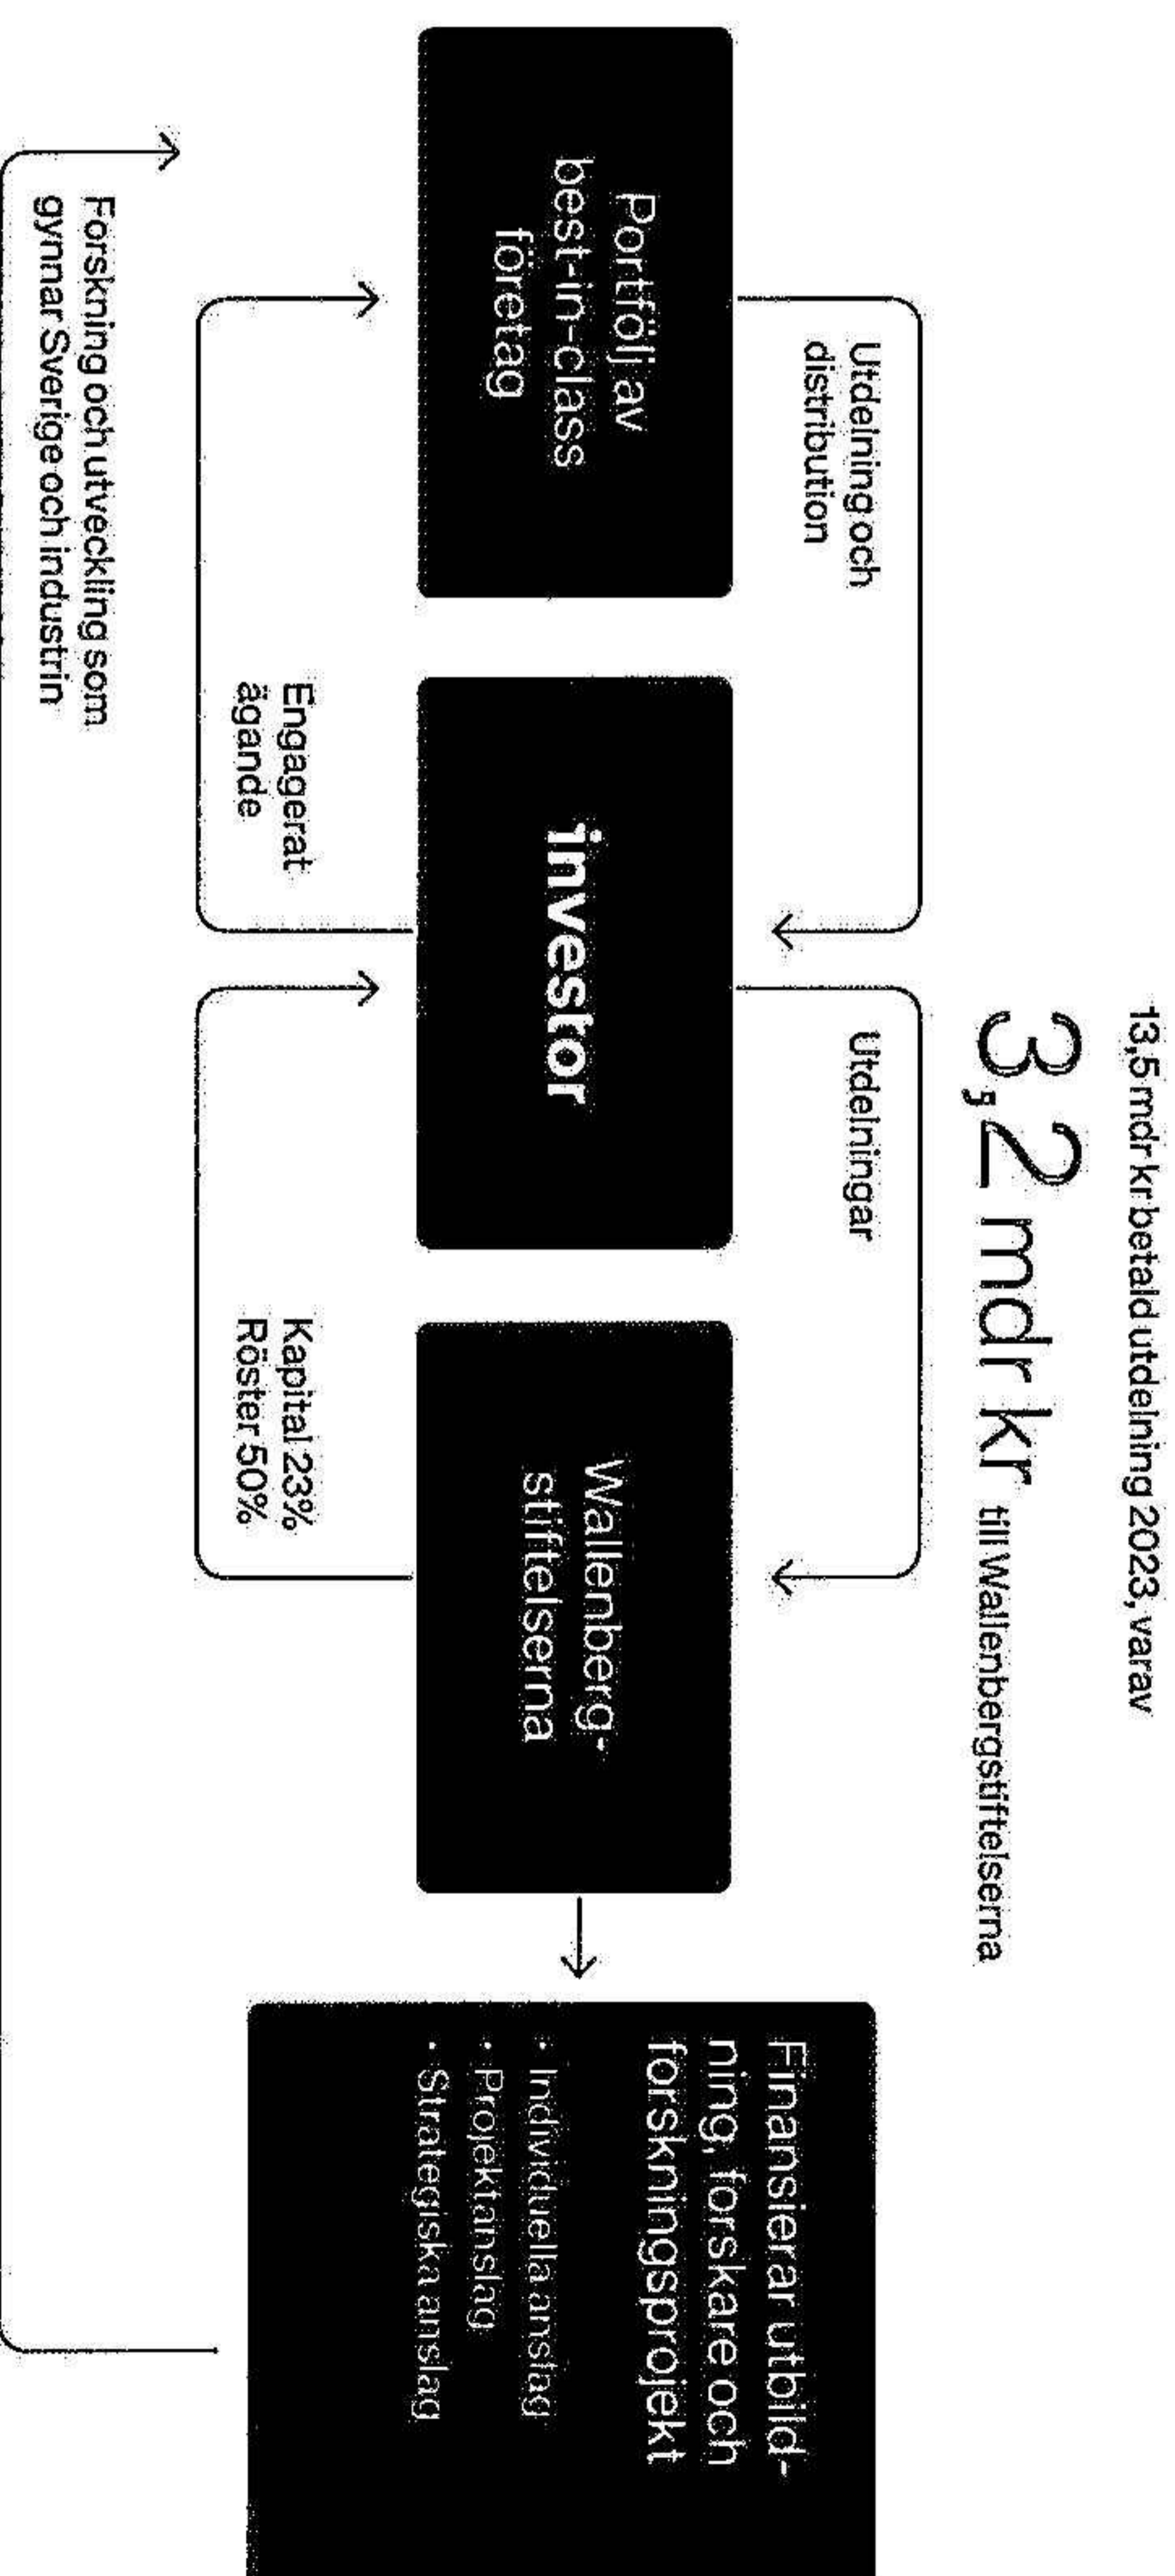 13,5 mdr kr betald utdelning 2023, varav
3,2 mdr kr till Wallenbergstiftelserna
Utdelning och
distribution
Utdelningar
Portfölj av
best-in-class
företag
investor
Wallenberg-
stiftelserna
Finansierar utbild-
ning, forskare och
forskningsprojekt
• Individuella anslag
• Projektanslag
• Strategiska anslag
Engagerat
ägande
Kapital 23%
Röster 50%
Forskning och utveckling som
gynnar Sverige och industrin